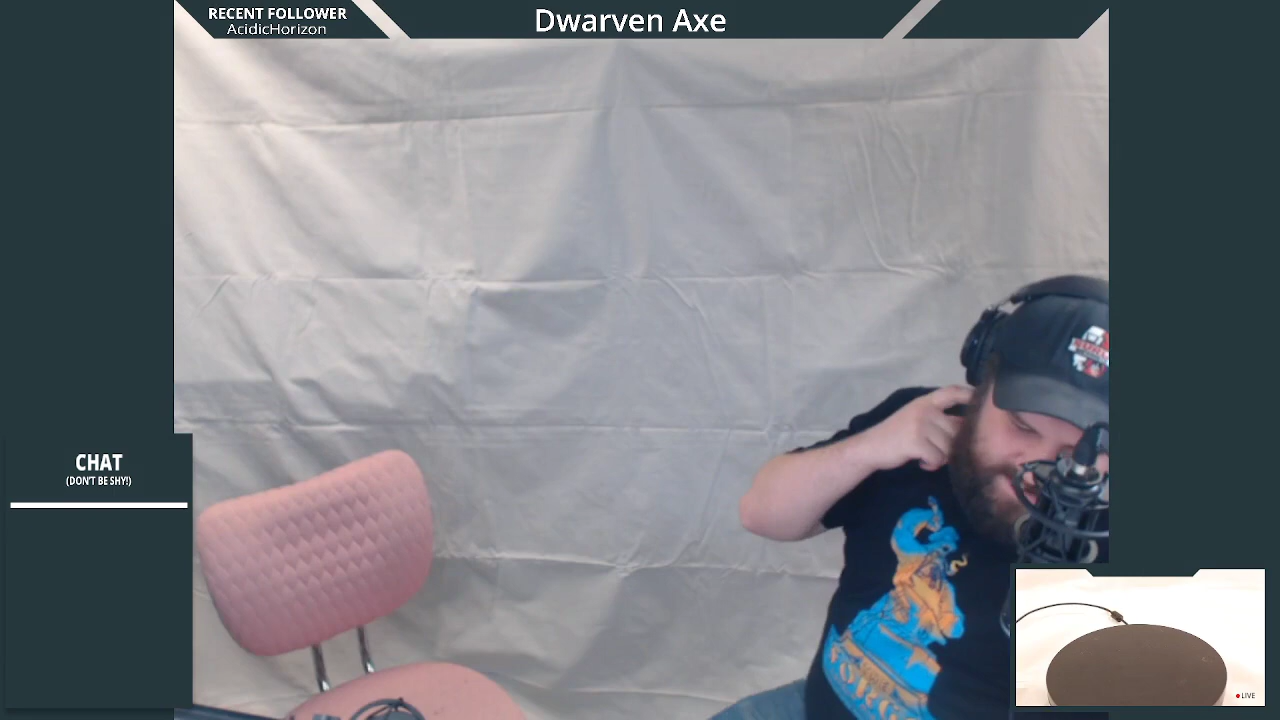 RECENT FOLLOWER
AcidicHorizon
Dwarven Axe
CHAT
(DON'T BE SHY!)
LIVE